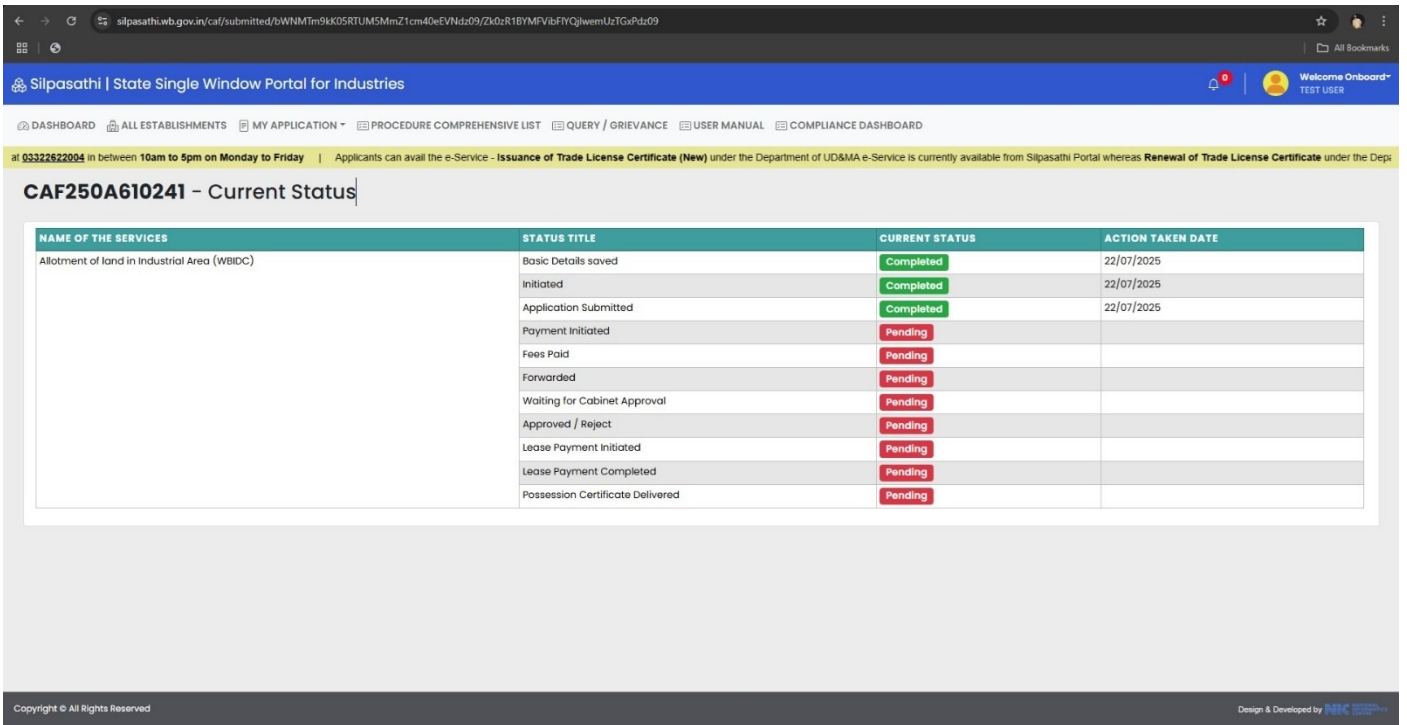 silpasathi.wb.gov.in/caf/submitted/bWNMTm9kK05RTUM5MmZ1cm40eEVNdz09/Zk0zR1BYMFVibFlYQjlwemUzTGxPdz09
All Bookmarks
Silpasathi | State Single Window Portal for Industries
0
Welcome Onboard
TEST USER
DASHBOARD ALL ESTABLISHMENTS MY APPLICATION PROCEDURE COMPREHENSIVE LIST QUERY / GRIEVANCE USER MANUAL COMPLIANCE DASHBOARD
at 03322622004 in between 10am to 5pm on Monday to Friday | Applicants can avail the e-Service - Issuance of Trade License Certificate (New) under the Department of UD&MA e-Service is currently available from Silpasathi Portal whereas Renewal of Trade License Certificate under the Depa
CAF250A610241 - Current Status
NAME OF THE SERVICES STATUS TITLE CURRENT STATUS ACTION TAKEN DATE
Allotment of land in Industrial Area (WBIDC) Basic Details saved Completed 22/07/2025
Initiated Completed 22/07/2025
Application Submitted Completed 22/07/2025
Payment Initiated Pending
Fees Paid Pending
Forwarded Pending
Waiting for Cabinet Approval Pending
Approved / Reject Pending
Lease Payment Initiated Pending
Lease Payment Completed Pending
Possession Certificate Delivered Pending
Copyright © All Rights Reserved
Design & Developed by NIC